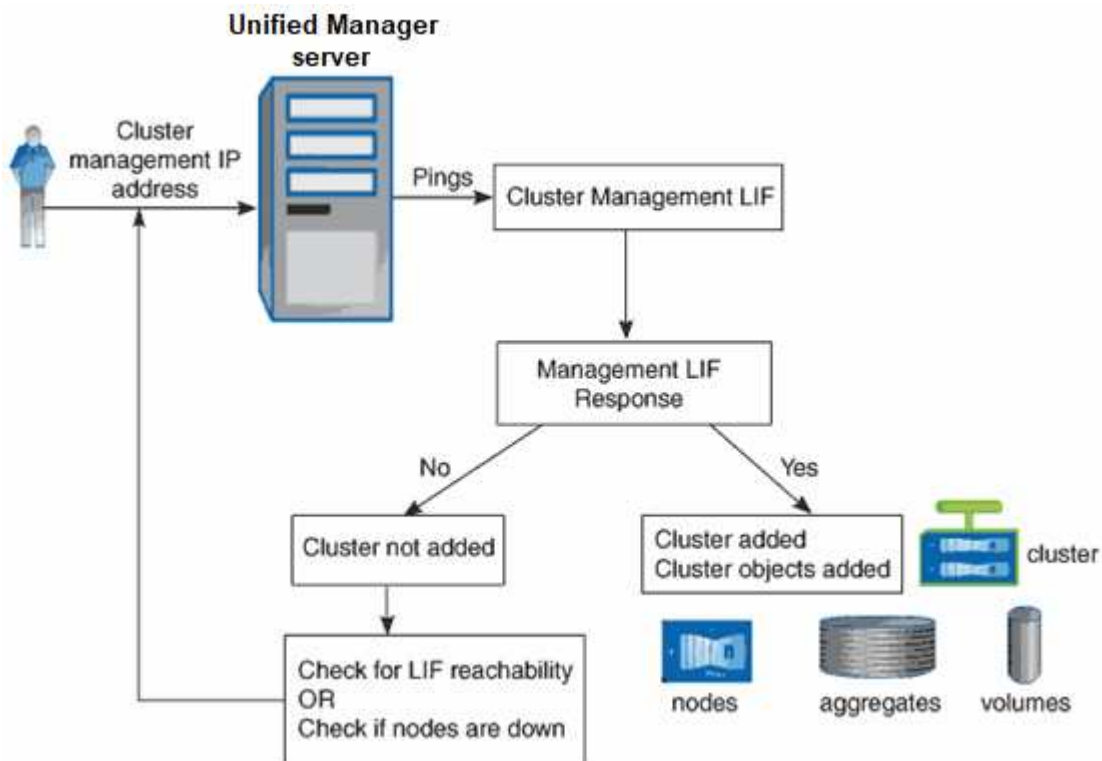 Unified Manager
server
Cluster
management IP
address
Pings
Cluster Management LIF
Management LIF
Response
No
Yes
Cluster not added
Cluster added
Cluster objects added
cluster
Check for LIF reachability
OR
Check if nodes are down
nodes
aggregates
volumes